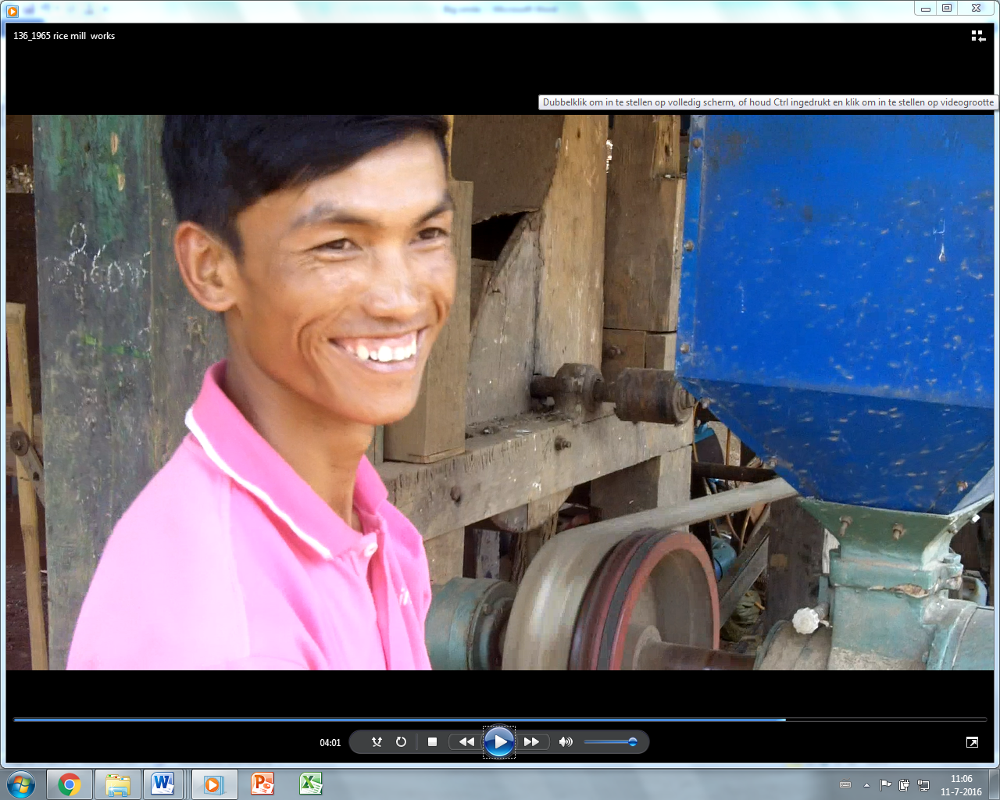 136_1965 rice mill works
Dubbelklik om in te stellen op volledig scherm, of houd Ctrl ingedrukt en klik om in te stellen op videogrootte
04:01
11:06
11-7-2016